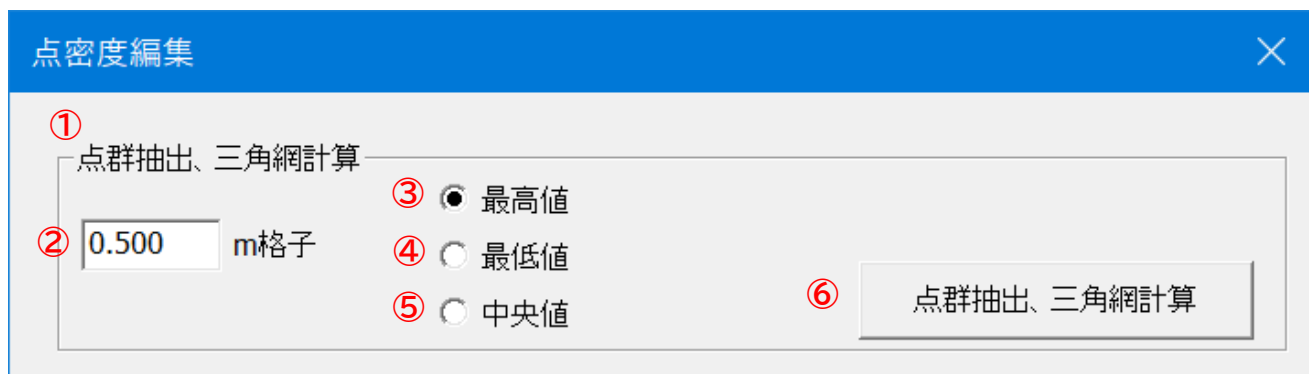 点密度編集
①
点群抽出、三角網計算
③ 最高値
② 0.500 m格子
④ 最低値
⑤ 中央値
⑥ 点群抽出、三角網計算